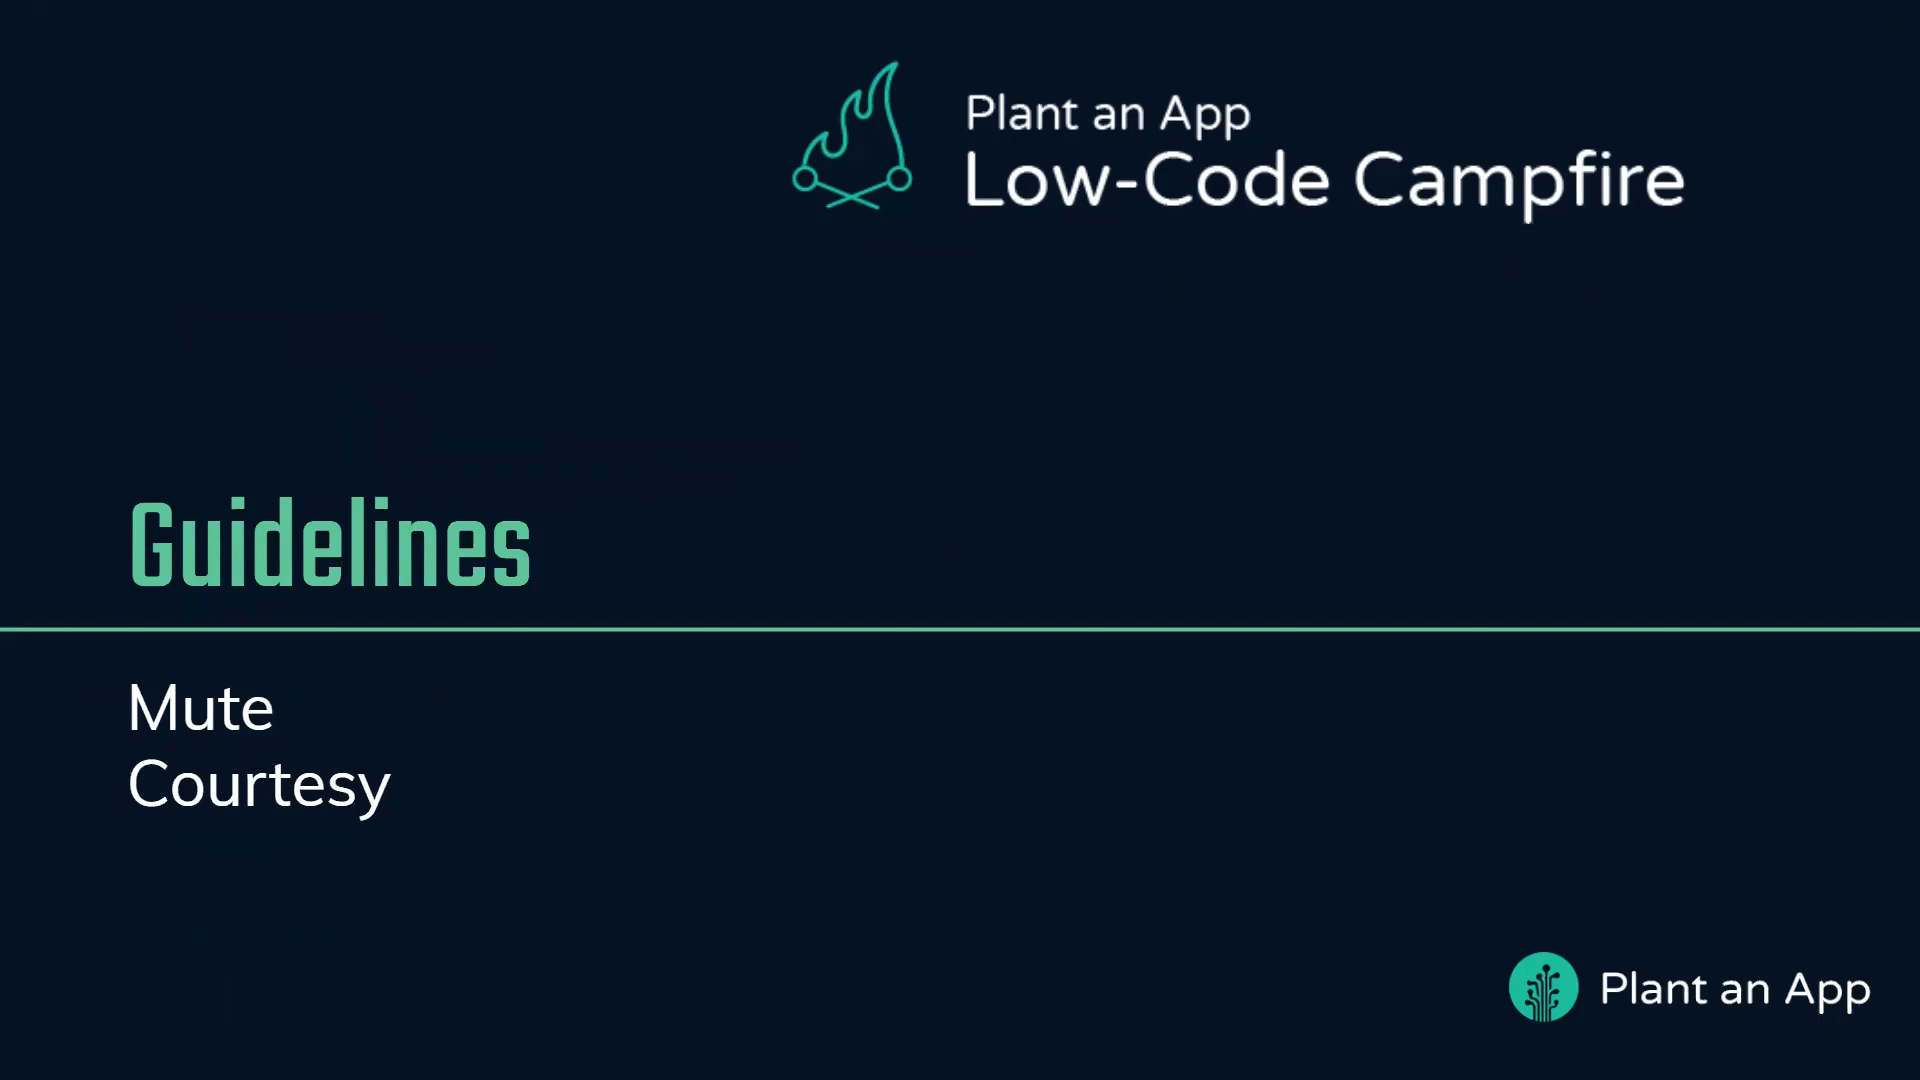 Plant an App
Low-Code Campfire
Guidelines
Mute
Courtesy
Plant an App